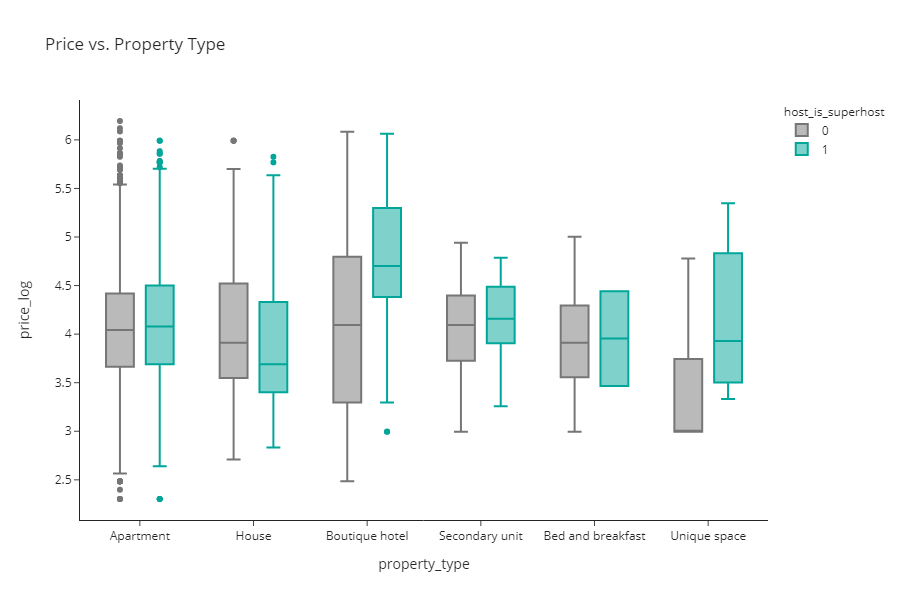 Price vs. Property Type
host_is_superhost
0
1
6
5.5
5
4.5
4
3.5
3
2.5
price_log
Apartment House Boutique hotel Secondary unit Bed and breakfast Unique space
property_type